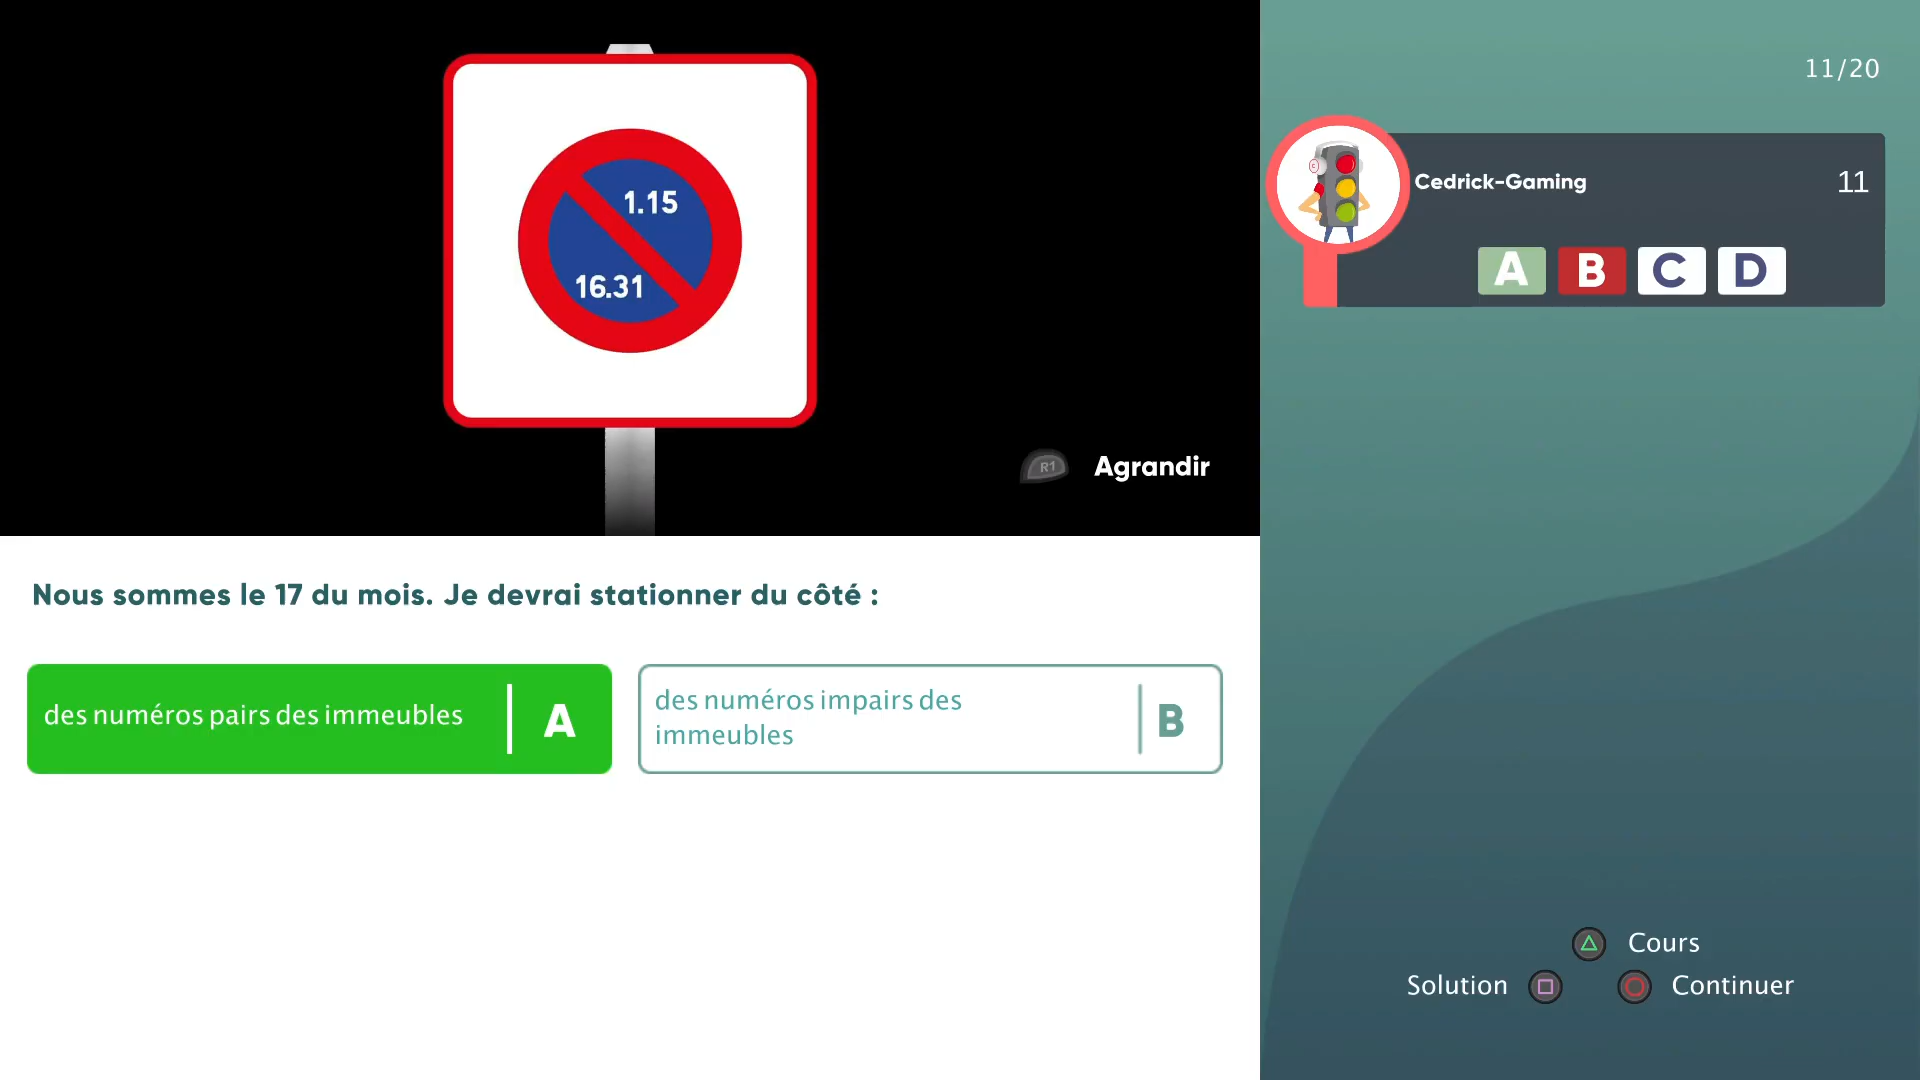 1.15
16.31
R1
Agrandir
Nous sommes le 17 du mois. Je devrai stationner du côté :
des numéros pairs des immeubles
A
des numéros impairs des
immeubles
B
11/20
C
Cedrick-Gaming
11
A B C D
Cours
Solution
Continuer